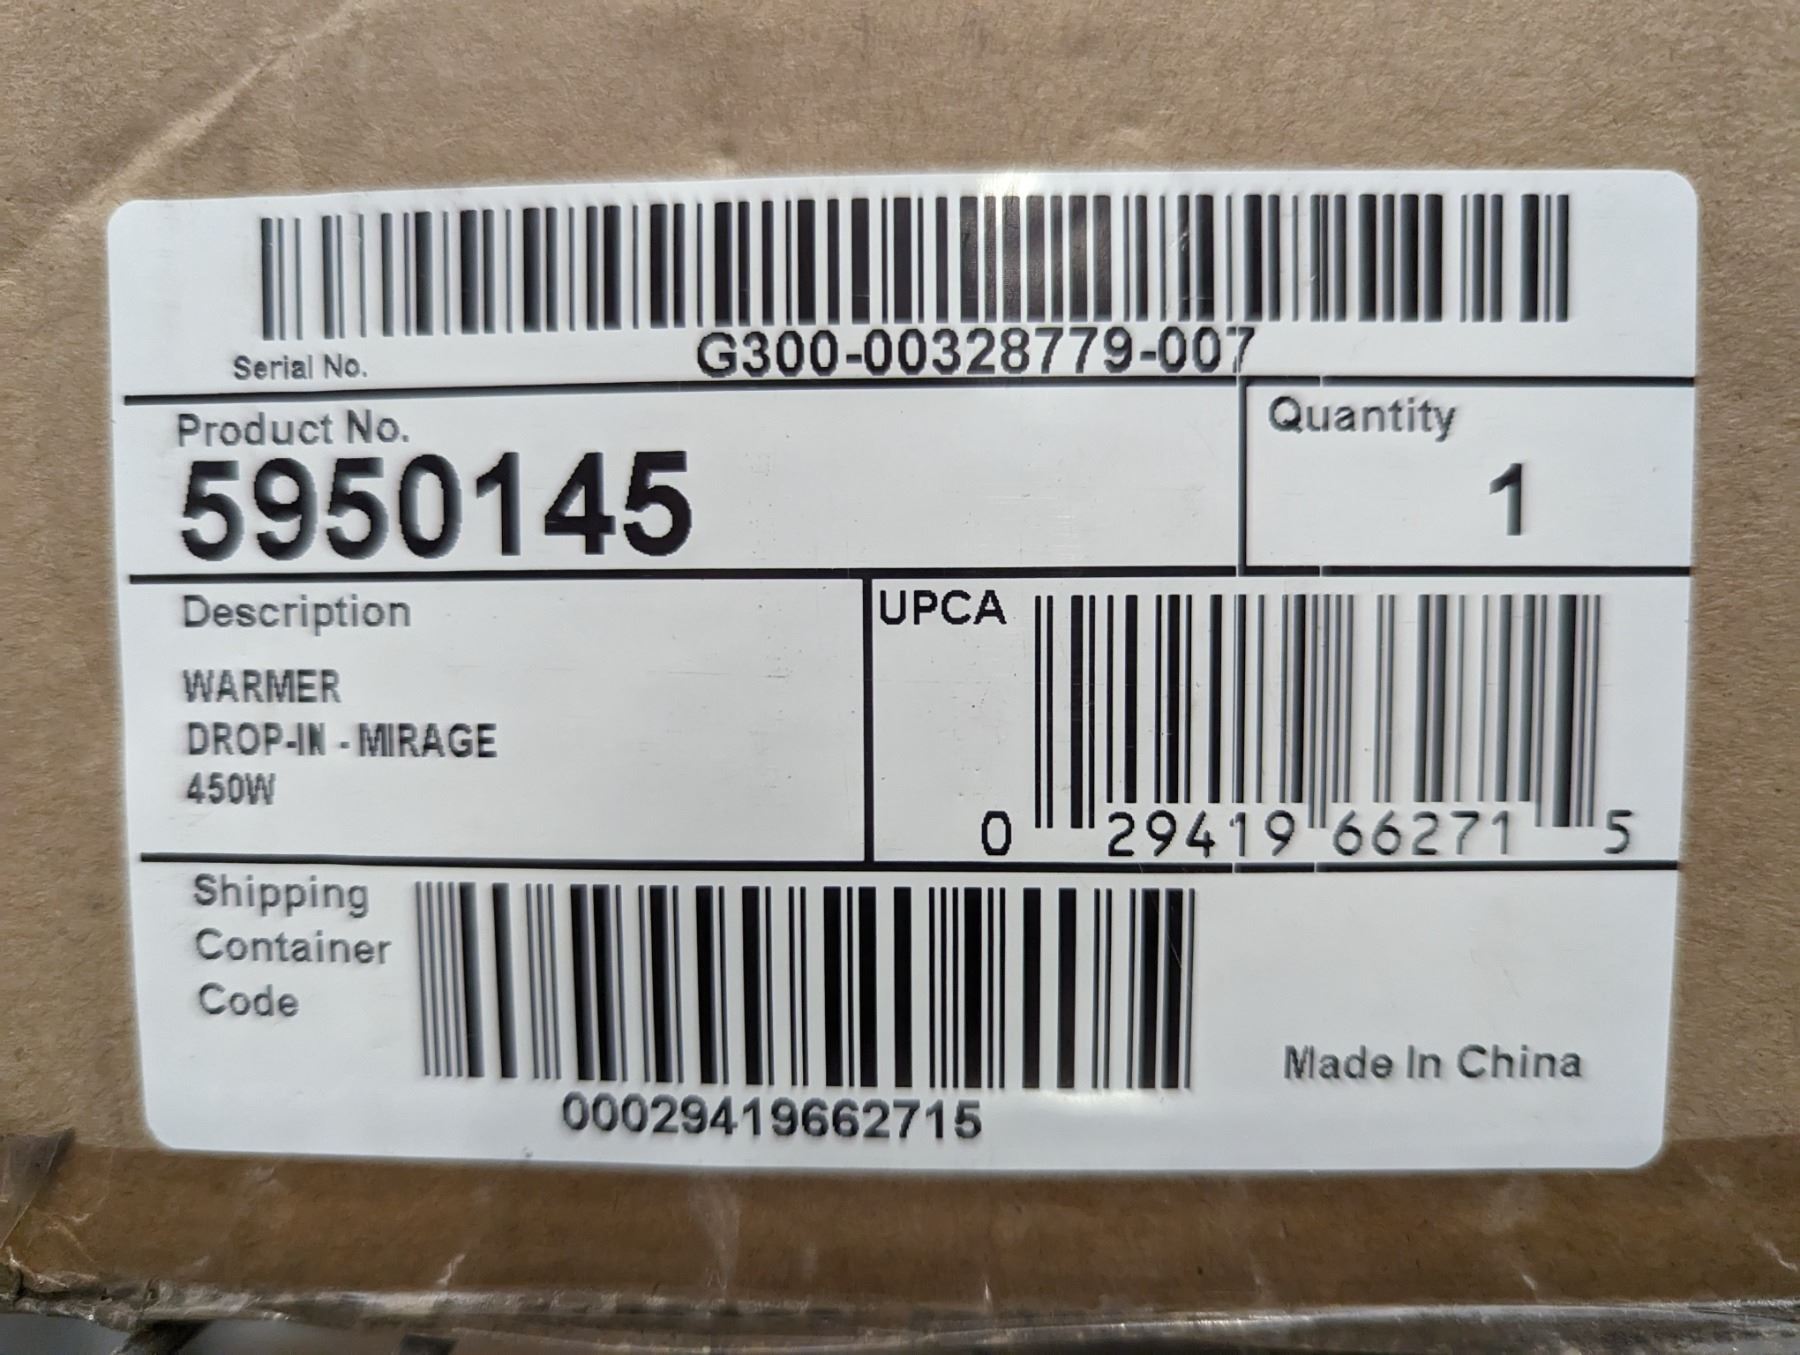 Serial No. G300-00328779-007
Product No.
5950145
Quantity
1
Description
WARMER
DROP-IN - MIRAGE
450W
UPCA
0 29419 66271 5
Shipping
Container
Code
00029419662715
Made In China